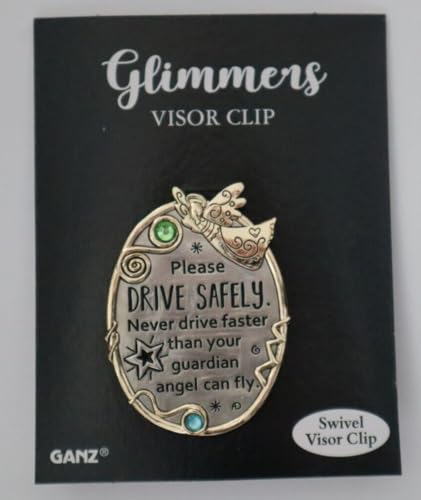 Glimmers
VISOR CLIP
Please
DRIVE SAFELY.
Never drive faster
than your
guardian
angel can fly.
Swivel
Visor Clip
GANZ®